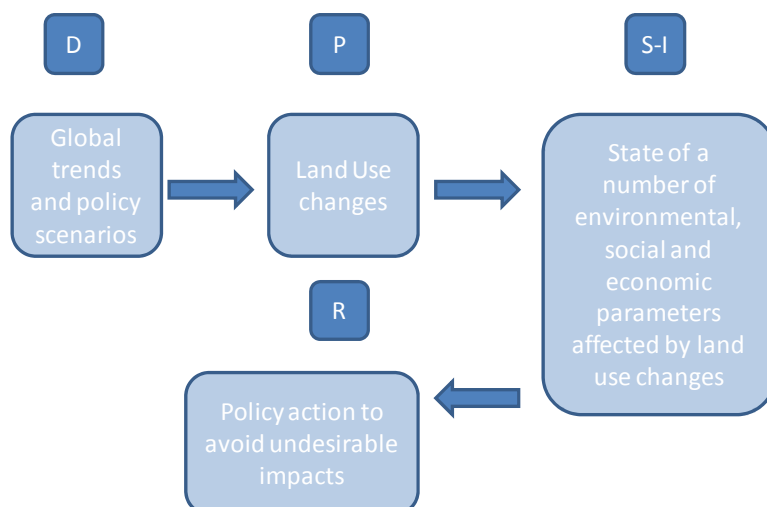 D
P
S-I
Global
trends
and policy
scenarios
Land Use
changes
State of a
number of
environmental,
social and
economic
parameters
affected by land
use changes
R
Policy action to
avoid undesirable
impacts